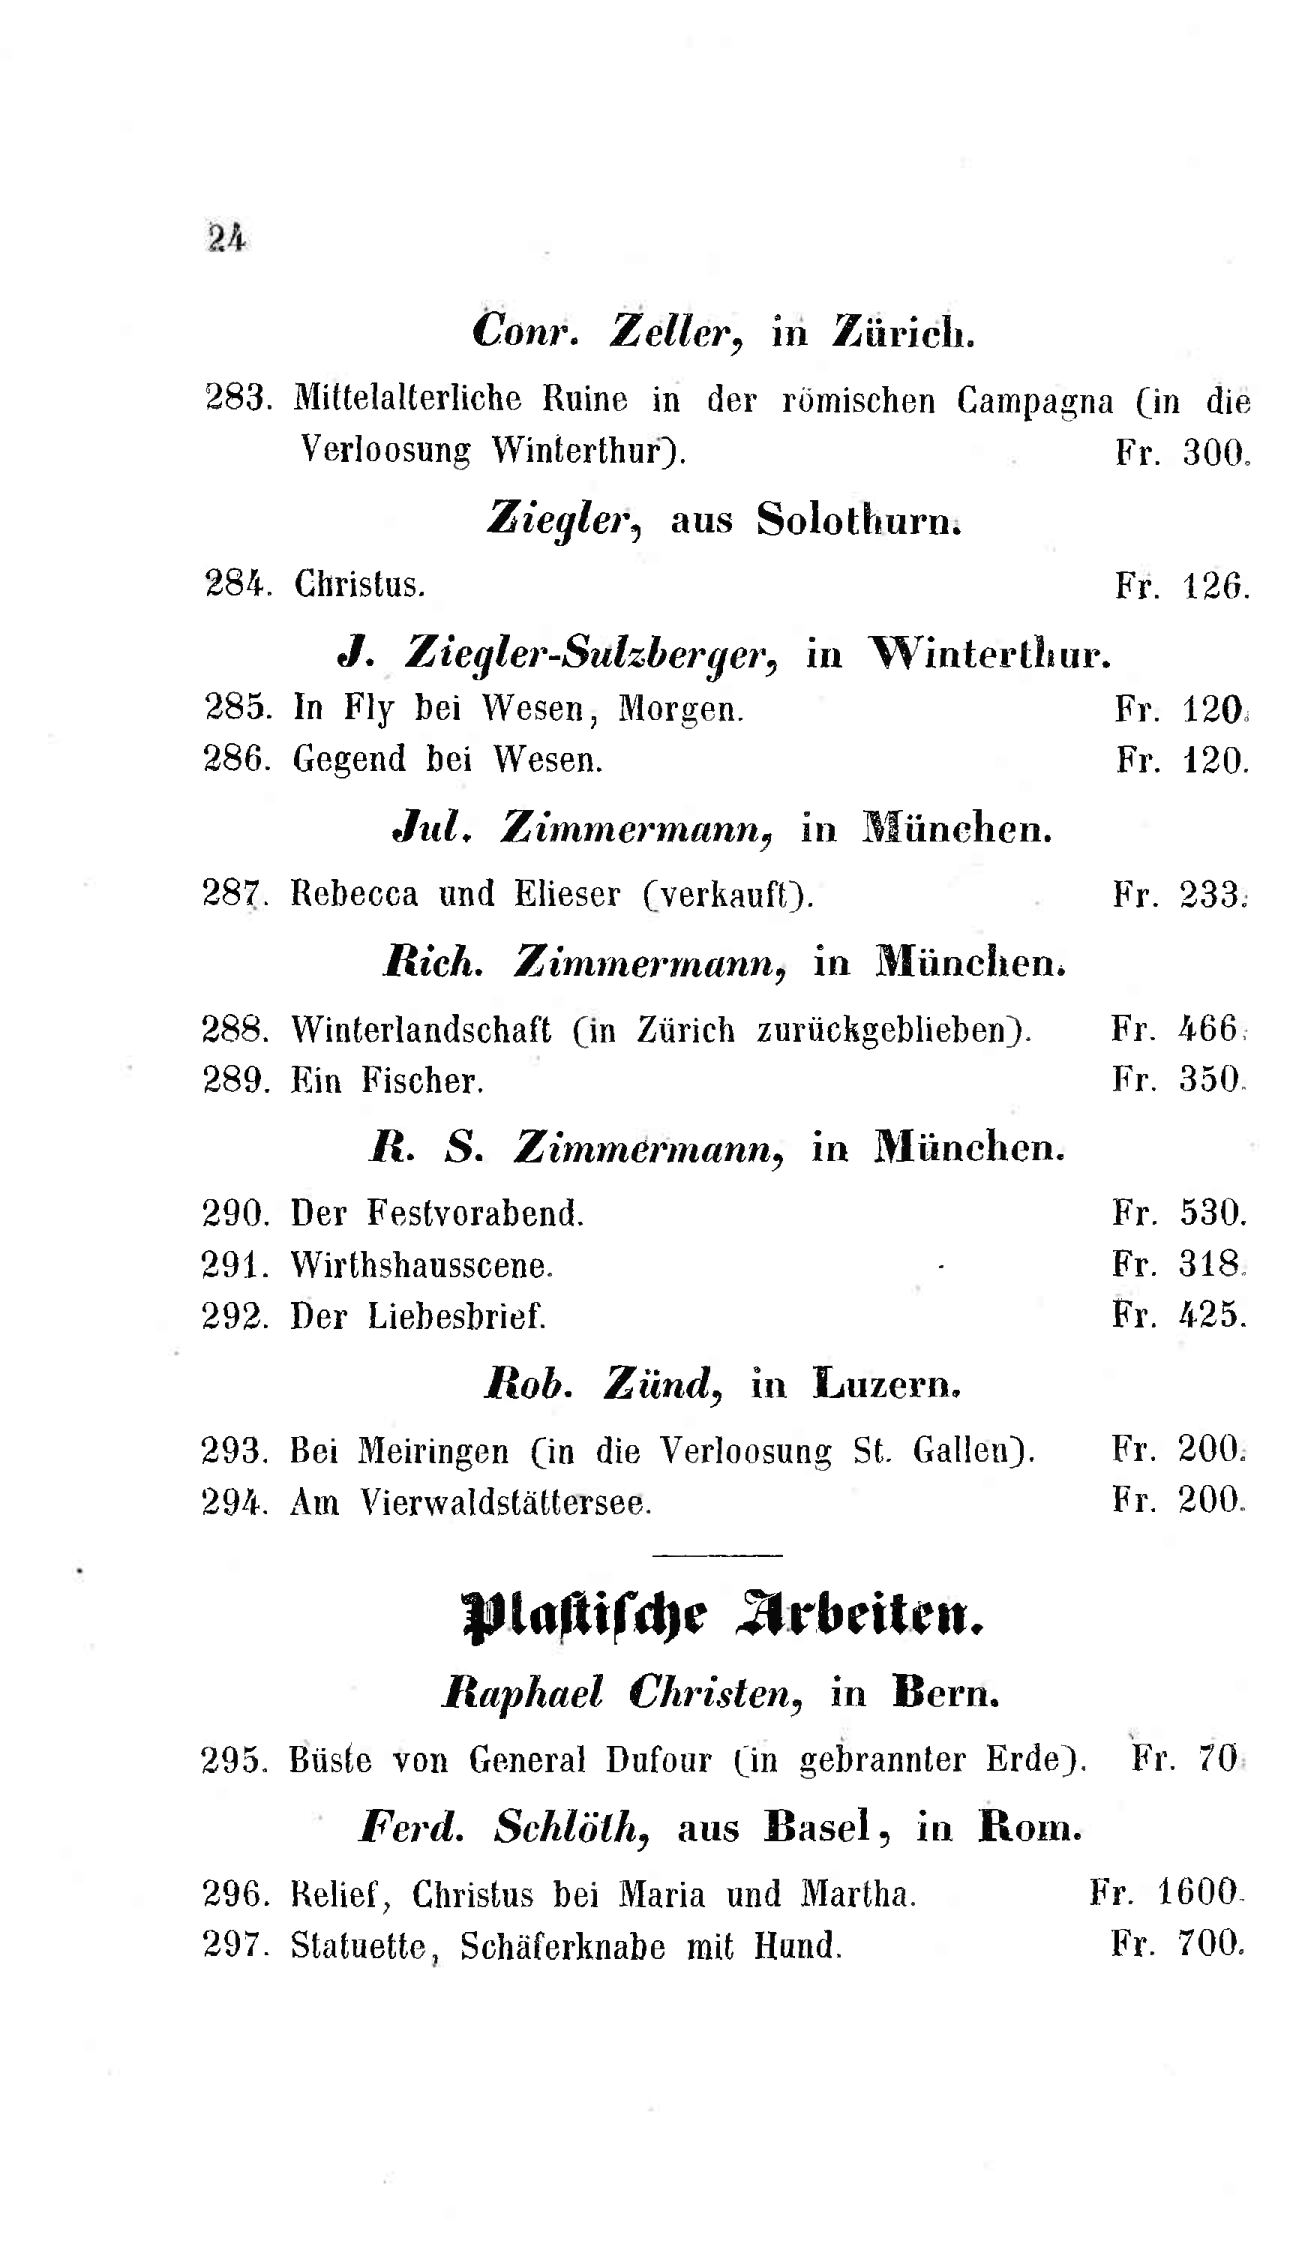 24
Conr. Zeller, in Zürich.
283. Mittelalterliche Ruine in der römischen Campagna (in die
Verloosung Winterthur). Fr. 300.
Ziegler, aus Solothurn.
284. Christus. Fr. 126.
J. Ziegler-Sulzberger, in Winterthur.
285. In Fly bei Wesen, Morgen. Fr. 120.
286. Gegend bei Wesen. Fr. 120.
Jul. Zimmermann, in München.
287. Rebecca und Elieser (verkauft). Fr. 233.
Rich. Zimmermann, in München.
288. Winterlandschaft (in Zürich zurückgeblieben). Fr. 466.
289. Ein Fischer. Fr. 350.
R. S. Zimmermann, in München.
290. Der Festvorabend. Fr. 530.
291. Wirthshausscene. Fr. 318.
292. Der Liebesbrief. Fr. 425.
Rob. Zünd, in Luzern.
293. Bei Meiringen (in die Verloosung St. Gallen). Fr. 200.
294. Am Vierwaldstättersee. Fr. 200.
Plastische Arbeiten.
Raphael Christen, in Bern.
295. Büste von General Dufour (in gebrannter Erde). Fr. 70
Ferd. Schlöth, aus Basel, in Rom.
296. Relief, Christus bei Maria und Martha. Fr. 1600.
297. Statuette, Schäferknabe mit Hund. Fr. 700.